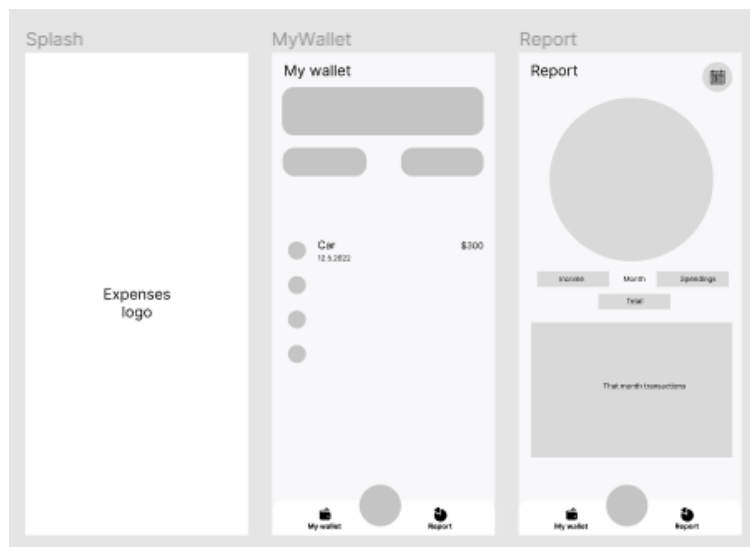 Splash
MyWallet
Report
Expenses
logo
My wallet
Car
$300
12.5.2022
My wallet
Report
Report
Income
Month
Spendings
Total
That month transactions
My wallet
Report